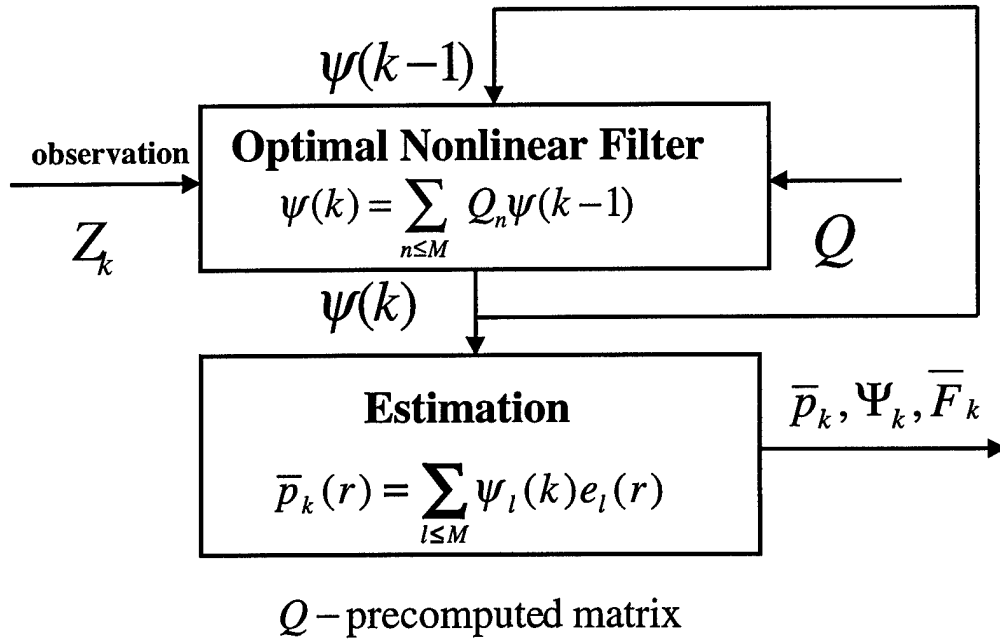 ψ(k−1)
observation
Z_k
Optimal Nonlinear Filter
ψ(k) = ∑_{n≤M} Q_n ψ(k−1)
Q
ψ(k)
Estimation
p̅_k(r) = ∑_{l≤M} ψ_l(k) e_l(r)
p̅_k, Ψ_k, F̅_k
Q – precomputed matrix